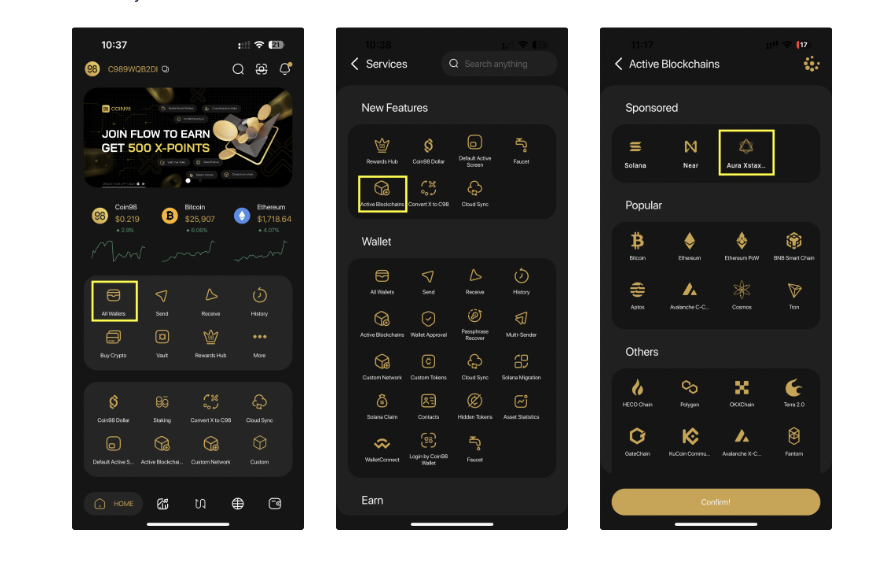 10:37
21
98
C989WQB2DI
COIN98
JOIN FLOW TO EARN
GET 500 X-POINTS
98
Coin98
$0.219
2.9%
Bitcoin
$25,907
6.06%
Ethereum
$1,718.64
4.07%
All Wallets
Send
Receive
History
Buy Crypto
Vault
Rewards Hub
More
Coin98 Dollar
Staking
Convert X to C98
Cloud Sync
Default Active S...
Active Blockchai...
Custom Network
Custom
HOME
10:38
Services
Search anything
New Features
Rewards Hub
Coin98 Dollar
Default Active
Screen
Faucet
Active Blockchains
Convert X to C98
Cloud Sync
Wallet
All Wallets
Send
Receive
History
Active Blockchains
Wallet Approval
Passphrase
Recover
Multi-Sender
Custom Network
Custom Tokens
Cloud Sync
Solana Migration
Solana Claim
Contacts
Hidden Tokens
Asset Statistics
WalletConnect
Login by Coin98
Wallet
Faucet
Earn
11:17
17
Active Blockchains
Sponsored
Solana
Near
Aura Xstax...
Popular
Bitcoin
Ethereum
Ethereum PoW
BNB Smart Chain
Aptos
Avalanche C-C...
Cosmos
Tron
Others
HECO Chain
Polygon
OKXChain
Terra 2.0
GateChain
KuCoin Commu...
Avalanche X-C...
Fantom
Confirm!